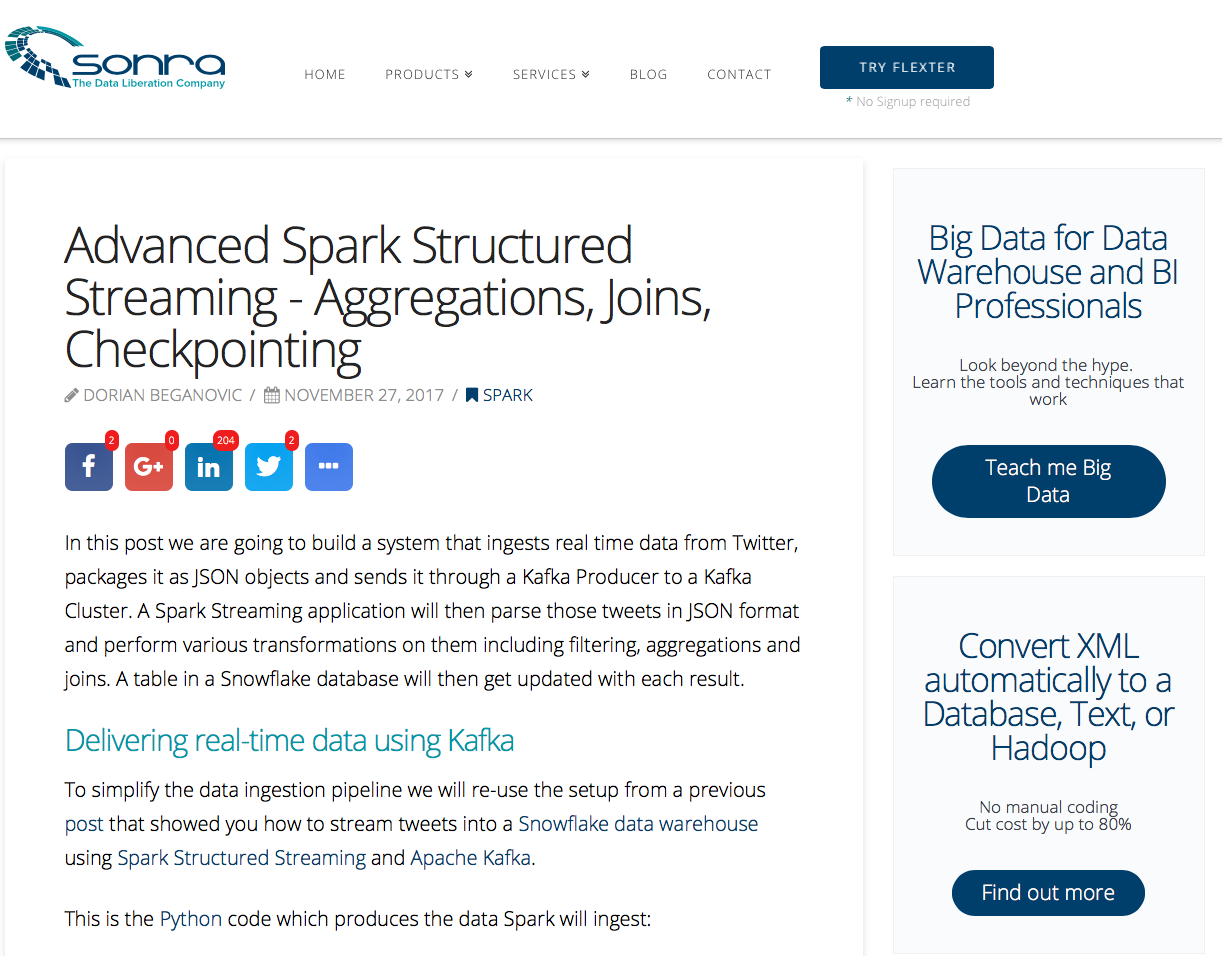 sonra
The Data Liberation Company
HOME
PRODUCTS
SERVICES
BLOG
CONTACT
TRY FLEXTER
* No Signup required
Advanced Spark Structured
Streaming - Aggregations, Joins,
Checkpointing
DORIAN BEGANOVIC / NOVEMBER 27, 2017 / SPARK
2
0
204
2
f
G+
in
In this post we are going to build a system that ingests real time data from Twitter,
packages it as JSON objects and sends it through a Kafka Producer to a Kafka
Cluster. A Spark Streaming application will then parse those tweets in JSON format
and perform various transformations on them including filtering, aggregations and
joins. A table in a Snowflake database will then get updated with each result.
Delivering real-time data using Kafka
To simplify the data ingestion pipeline we will re-use the setup from a previous
post that showed you how to stream tweets into a Snowflake data warehouse
using Spark Structured Streaming and Apache Kafka.
This is the Python code which produces the data Spark will ingest:
Big Data for Data
Warehouse and BI
Professionals
Look beyond the hype.
Learn the tools and techniques that
work
Teach me Big
Data
Convert XML
automatically to a
Database, Text, or
Hadoop
No manual coding
Cut cost by up to 80%
Find out more